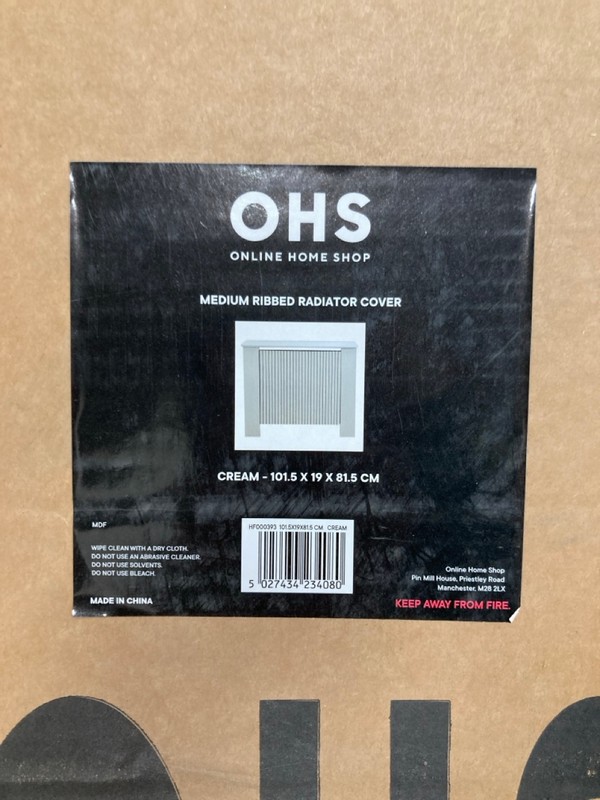 OHS
ONLINE HOME SHOP
MEDIUM RIBBED RADIATOR COVER
CREAM - 101.5 X 19 X 81.5 CM
MDF
WIPE CLEAN WITH A DRY CLOTH.
DO NOT USE AN ABRASIVE CLEANER.
DO NOT USE SOLVENTS.
DO NOT USE BLEACH.
MADE IN CHINA
HF000393 101.5X19X81.5 CM CREAM
5 027434 234080
Online Home Shop
Pin Mill House, Priestley Road
Manchester, M28 2LX
KEEP AWAY FROM FIRE.